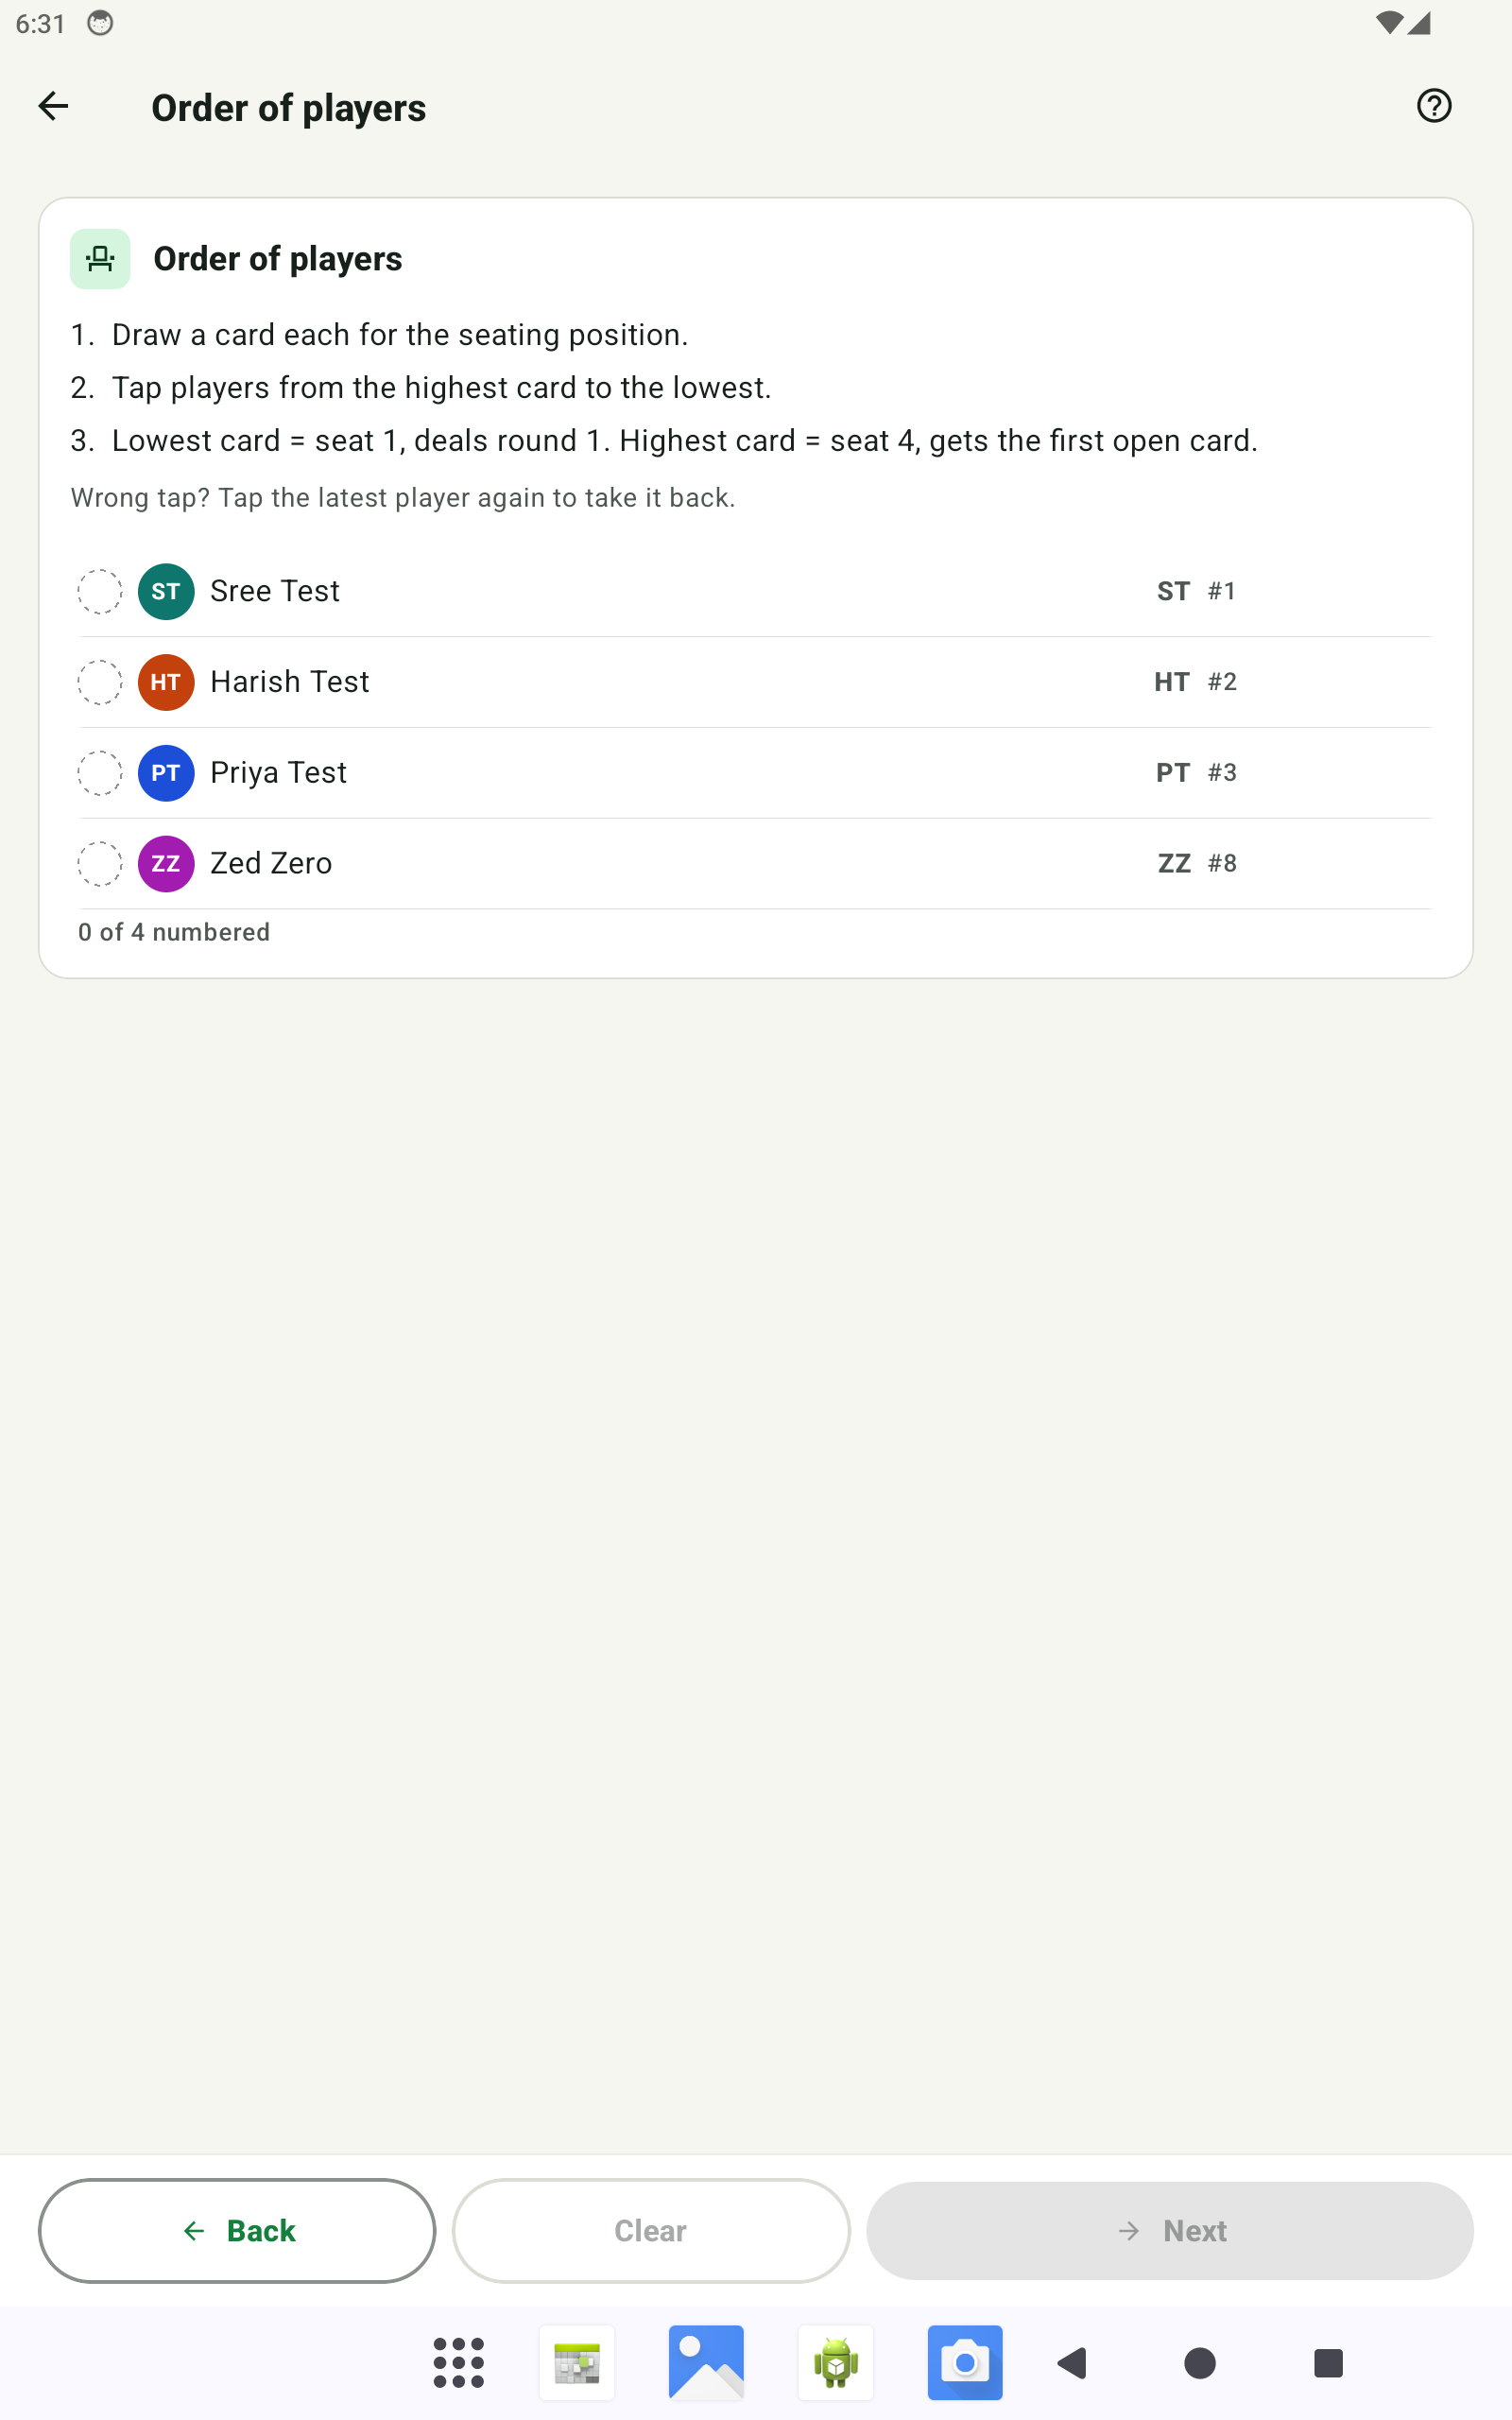 6:31
Order of players
Order of players
1. Draw a card each for the seating position.
2. Tap players from the highest card to the lowest.
3. Lowest card = seat 1, deals round 1. Highest card = seat 4, gets the first open card.
Wrong tap? Tap the latest player again to take it back.
ST Sree Test ST #1
HT Harish Test HT #2
PT Priya Test PT #3
ZZ Zed Zero ZZ #8
0 of 4 numbered
Back Clear Next